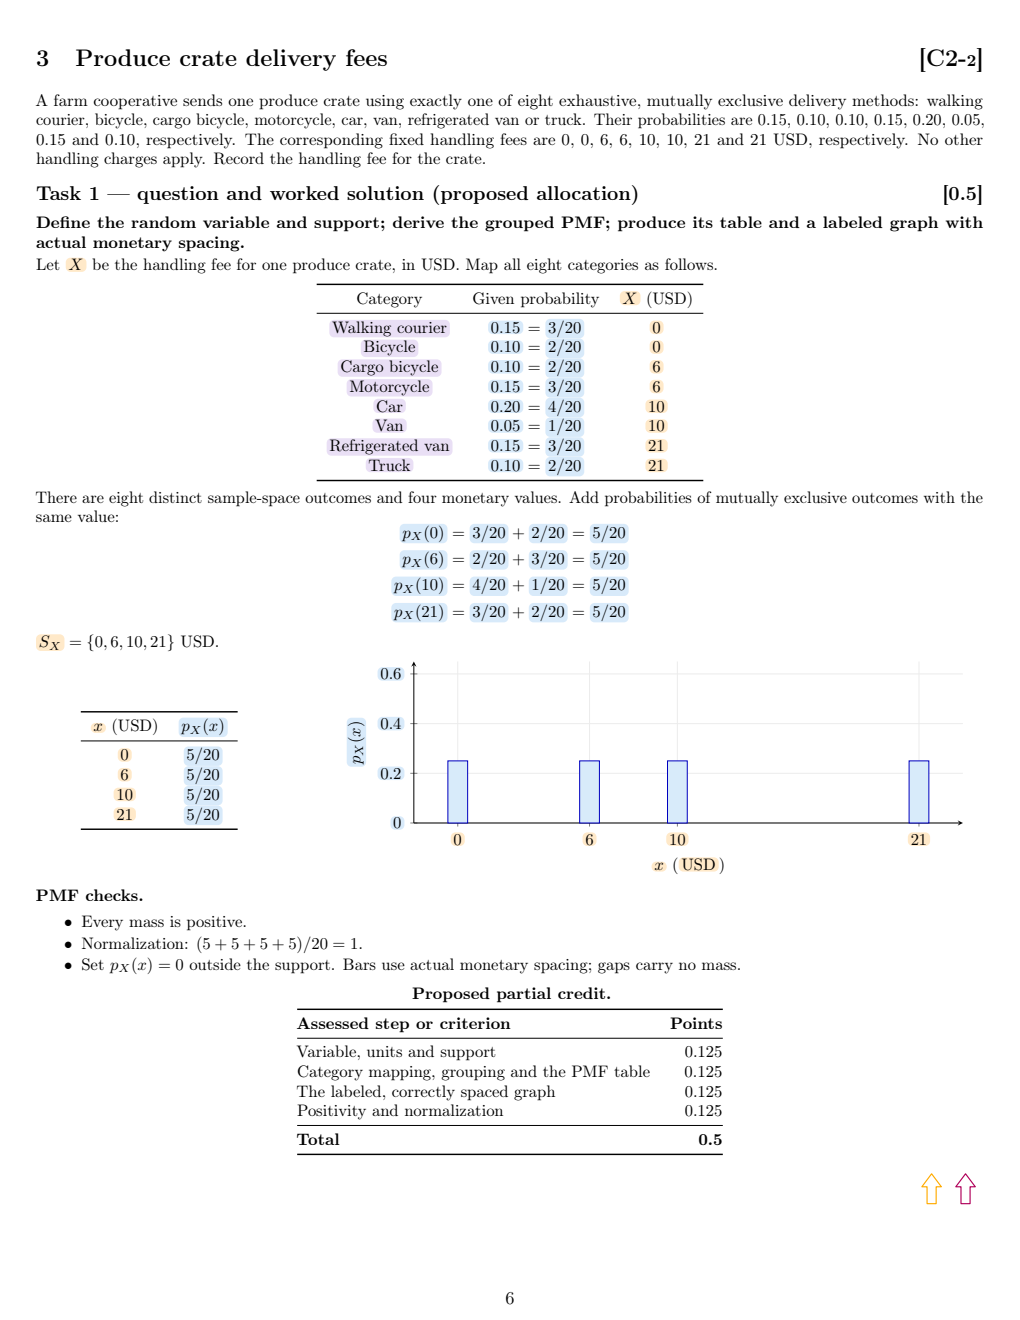 3 Produce crate delivery fees [C2-2]
A farm cooperative sends one produce crate using exactly one of eight exhaustive, mutually exclusive delivery methods: walking
courier, bicycle, cargo bicycle, motorcycle, car, van, refrigerated van or truck. Their probabilities are 0.15, 0.10, 0.10, 0.15, 0.20, 0.05,
0.15 and 0.10, respectively. The corresponding fixed handling fees are 0, 0, 6, 6, 10, 10, 21 and 21 USD, respectively. No other
handling charges apply. Record the handling fee for the crate.
Task 1 — question and worked solution (proposed allocation) [0.5]
Define the random variable and support; derive the grouped PMF; produce its table and a labeled graph with
actual monetary spacing.
Let X be the handling fee for one produce crate, in USD. Map all eight categories as follows.
Category Given probability X (USD)
Walking courier 0.15 = 3/20 0
Bicycle 0.10 = 2/20 0
Cargo bicycle 0.10 = 2/20 6
Motorcycle 0.15 = 3/20 6
Car 0.20 = 4/20 10
Van 0.05 = 1/20 10
Refrigerated van 0.15 = 3/20 21
Truck 0.10 = 2/20 21
There are eight distinct sample-space outcomes and four monetary values. Add probabilities of mutually exclusive outcomes with the
same value:
pX(0) = 3/20 + 2/20 = 5/20
pX(6) = 2/20 + 3/20 = 5/20
pX(10) = 4/20 + 1/20 = 5/20
pX(21) = 3/20 + 2/20 = 5/20
SX = {0, 6, 10, 21} USD.
x (USD) pX(x)
0 5/20
6 5/20
10 5/20
21 5/20
pX(x)
0.6
0.4
0.2
0
0 6 10 21
x (USD)
PMF checks.
• Every mass is positive.
• Normalization: (5 + 5 + 5 + 5)/20 = 1.
• Set pX(x) = 0 outside the support. Bars use actual monetary spacing; gaps carry no mass.
Proposed partial credit.
Assessed step or criterion Points
Variable, units and support 0.125
Category mapping, grouping and the PMF table 0.125
The labeled, correctly spaced graph 0.125
Positivity and normalization 0.125
Total 0.5
6